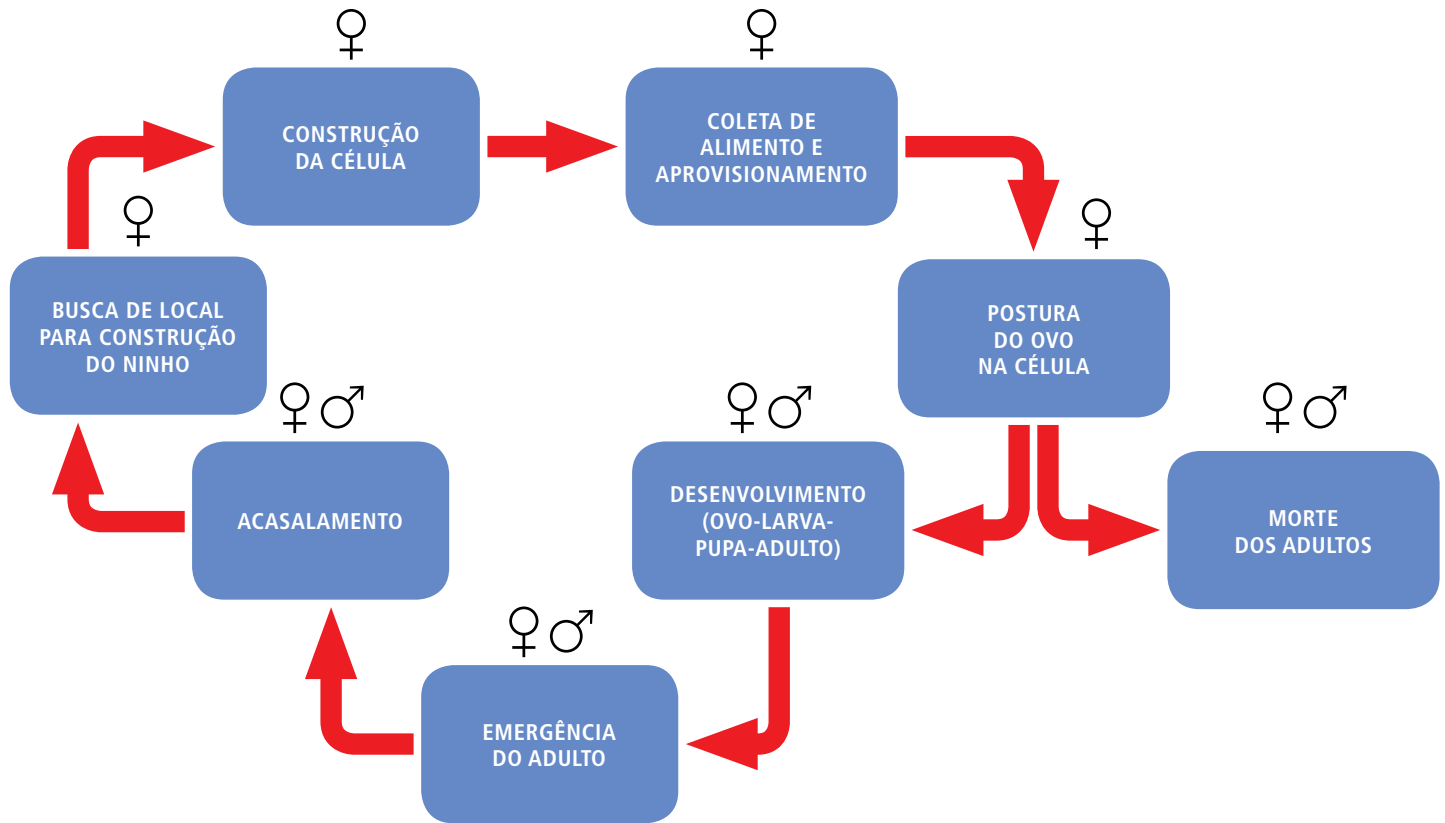 CONSTRUÇÃO
DA CÉLULA
COLETA DE
ALIMENTO E
APROVISIONAMENTO
BUSCA DE LOCAL
PARA CONSTRUÇÃO
DO NINHO
POSTURA
DO OVO
NA CÉLULA
ACASALAMENTO
DESENVOLVIMENTO
(OVO-LARVA-
PUPA-ADULTO)
MORTE
DOS ADULTOS
EMERGÊNCIA
DO ADULTO